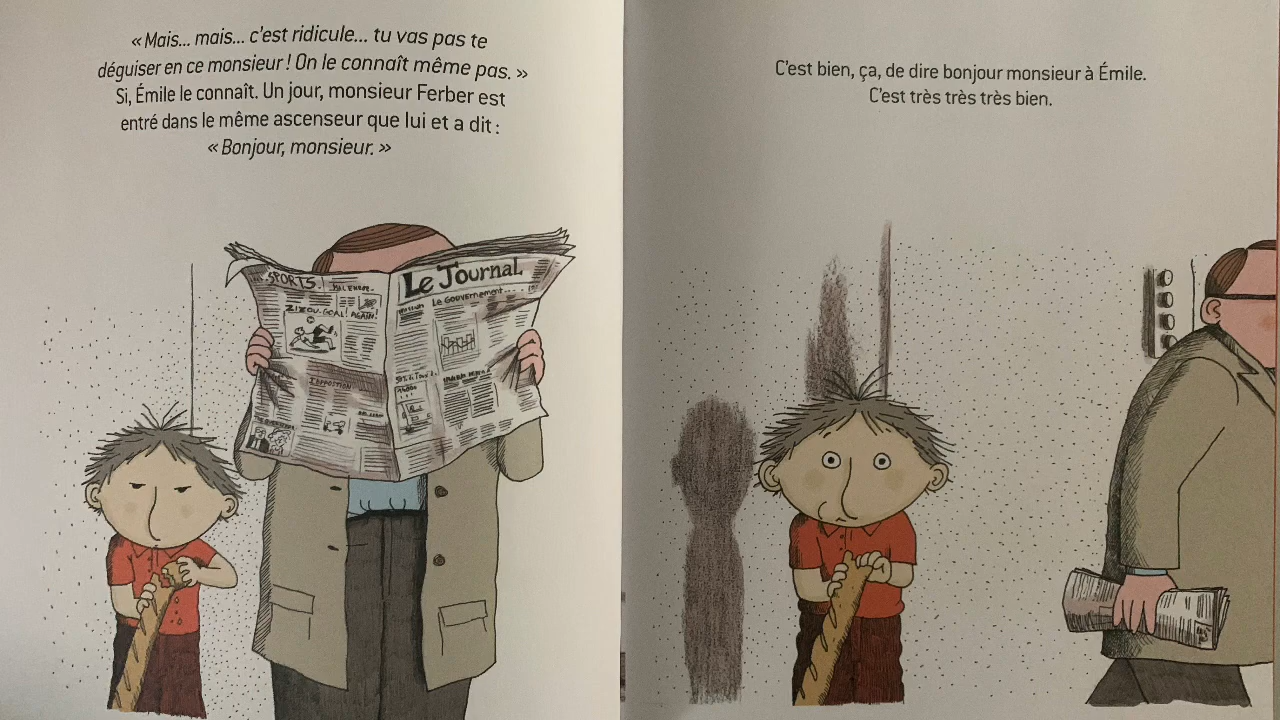 « Mais... mais... c'est ridicule... tu vas pas te
déguiser en ce monsieur ! On le connaît même pas. »
Si, Émile le connaît. Un jour, monsieur Ferber est
entré dans le même ascenseur que lui et a dit :
« Bonjour, monsieur. »
SPORTS.
ZIZOU. GOAL! AGAIN!
Le Journal
Le GOUVernement....
C'est bien, ça, de dire bonjour monsieur à Émile.
C'est très très très bien.